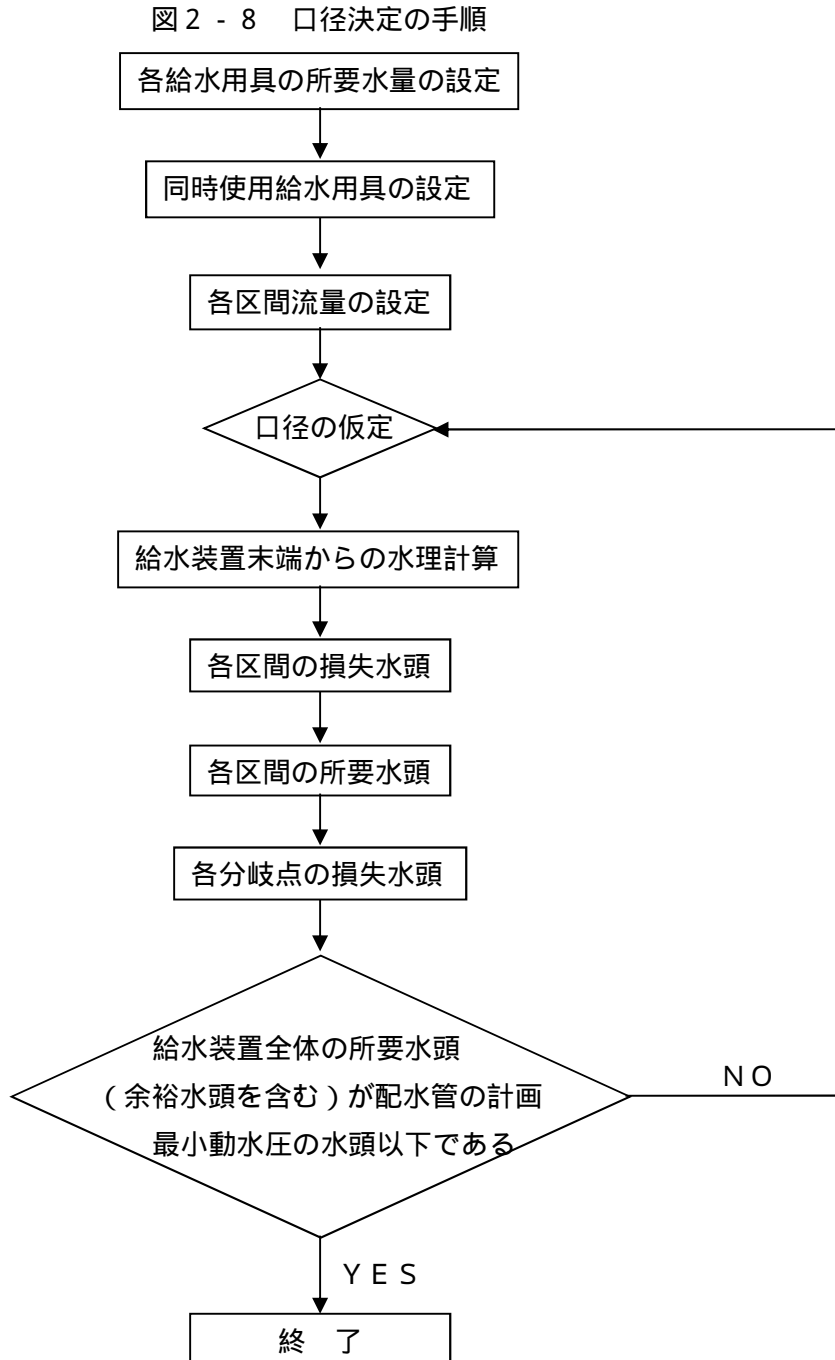 図2-8 口径決定の手順
各給水用具の所要水量の設定
同時使用給水用具の設定
各区間流量の設定
口径の仮定
給水装置末端からの水理計算
各区間の損失水頭
各区間の所要水頭
各分岐点の損失水頭
給水装置全体の所要水頭
(余裕水頭を含む)が配水管の計画
最小動水圧の水頭以下である
NO
YES
終 了